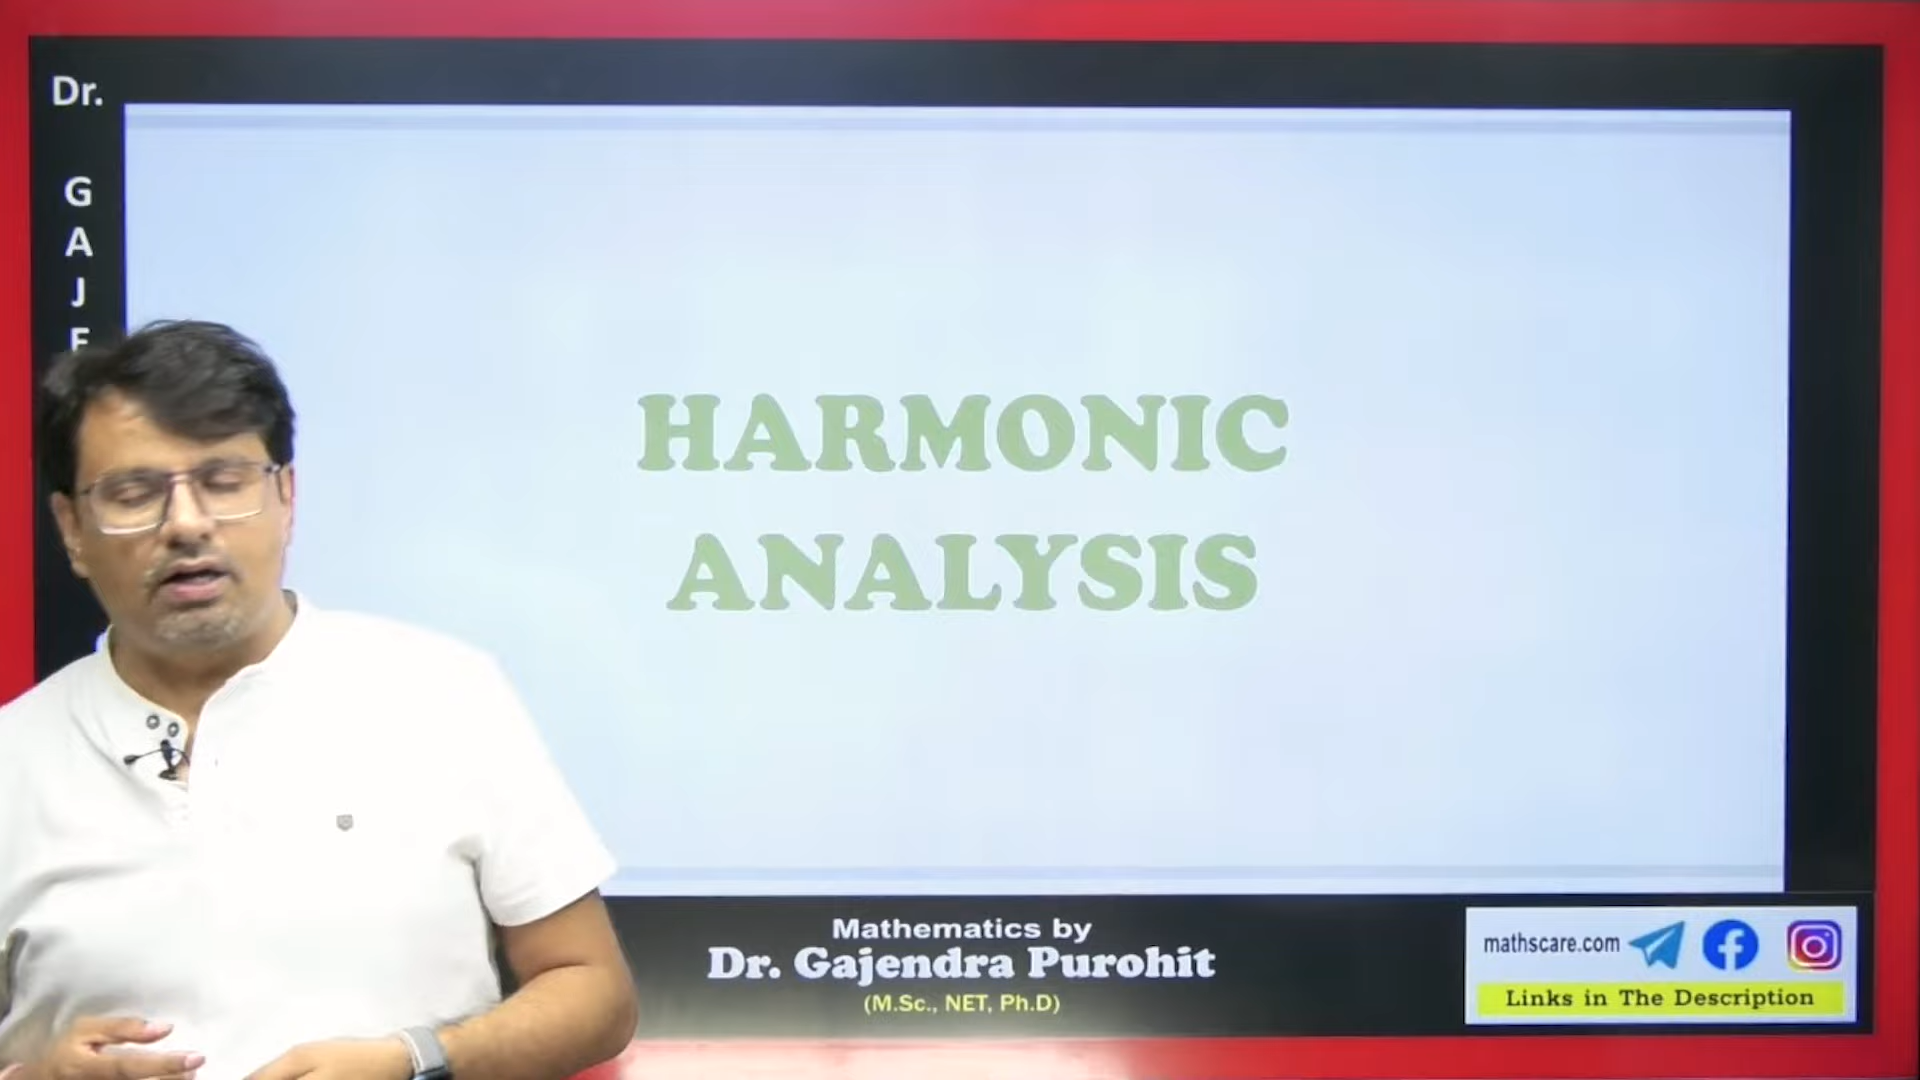 Dr.
G
A
J
E
HARMONIC
ANALYSIS
Mathematics by
Dr. Gajendra Purohit
(M.Sc., NET, Ph.D)
mathscare.com
Links in The Description